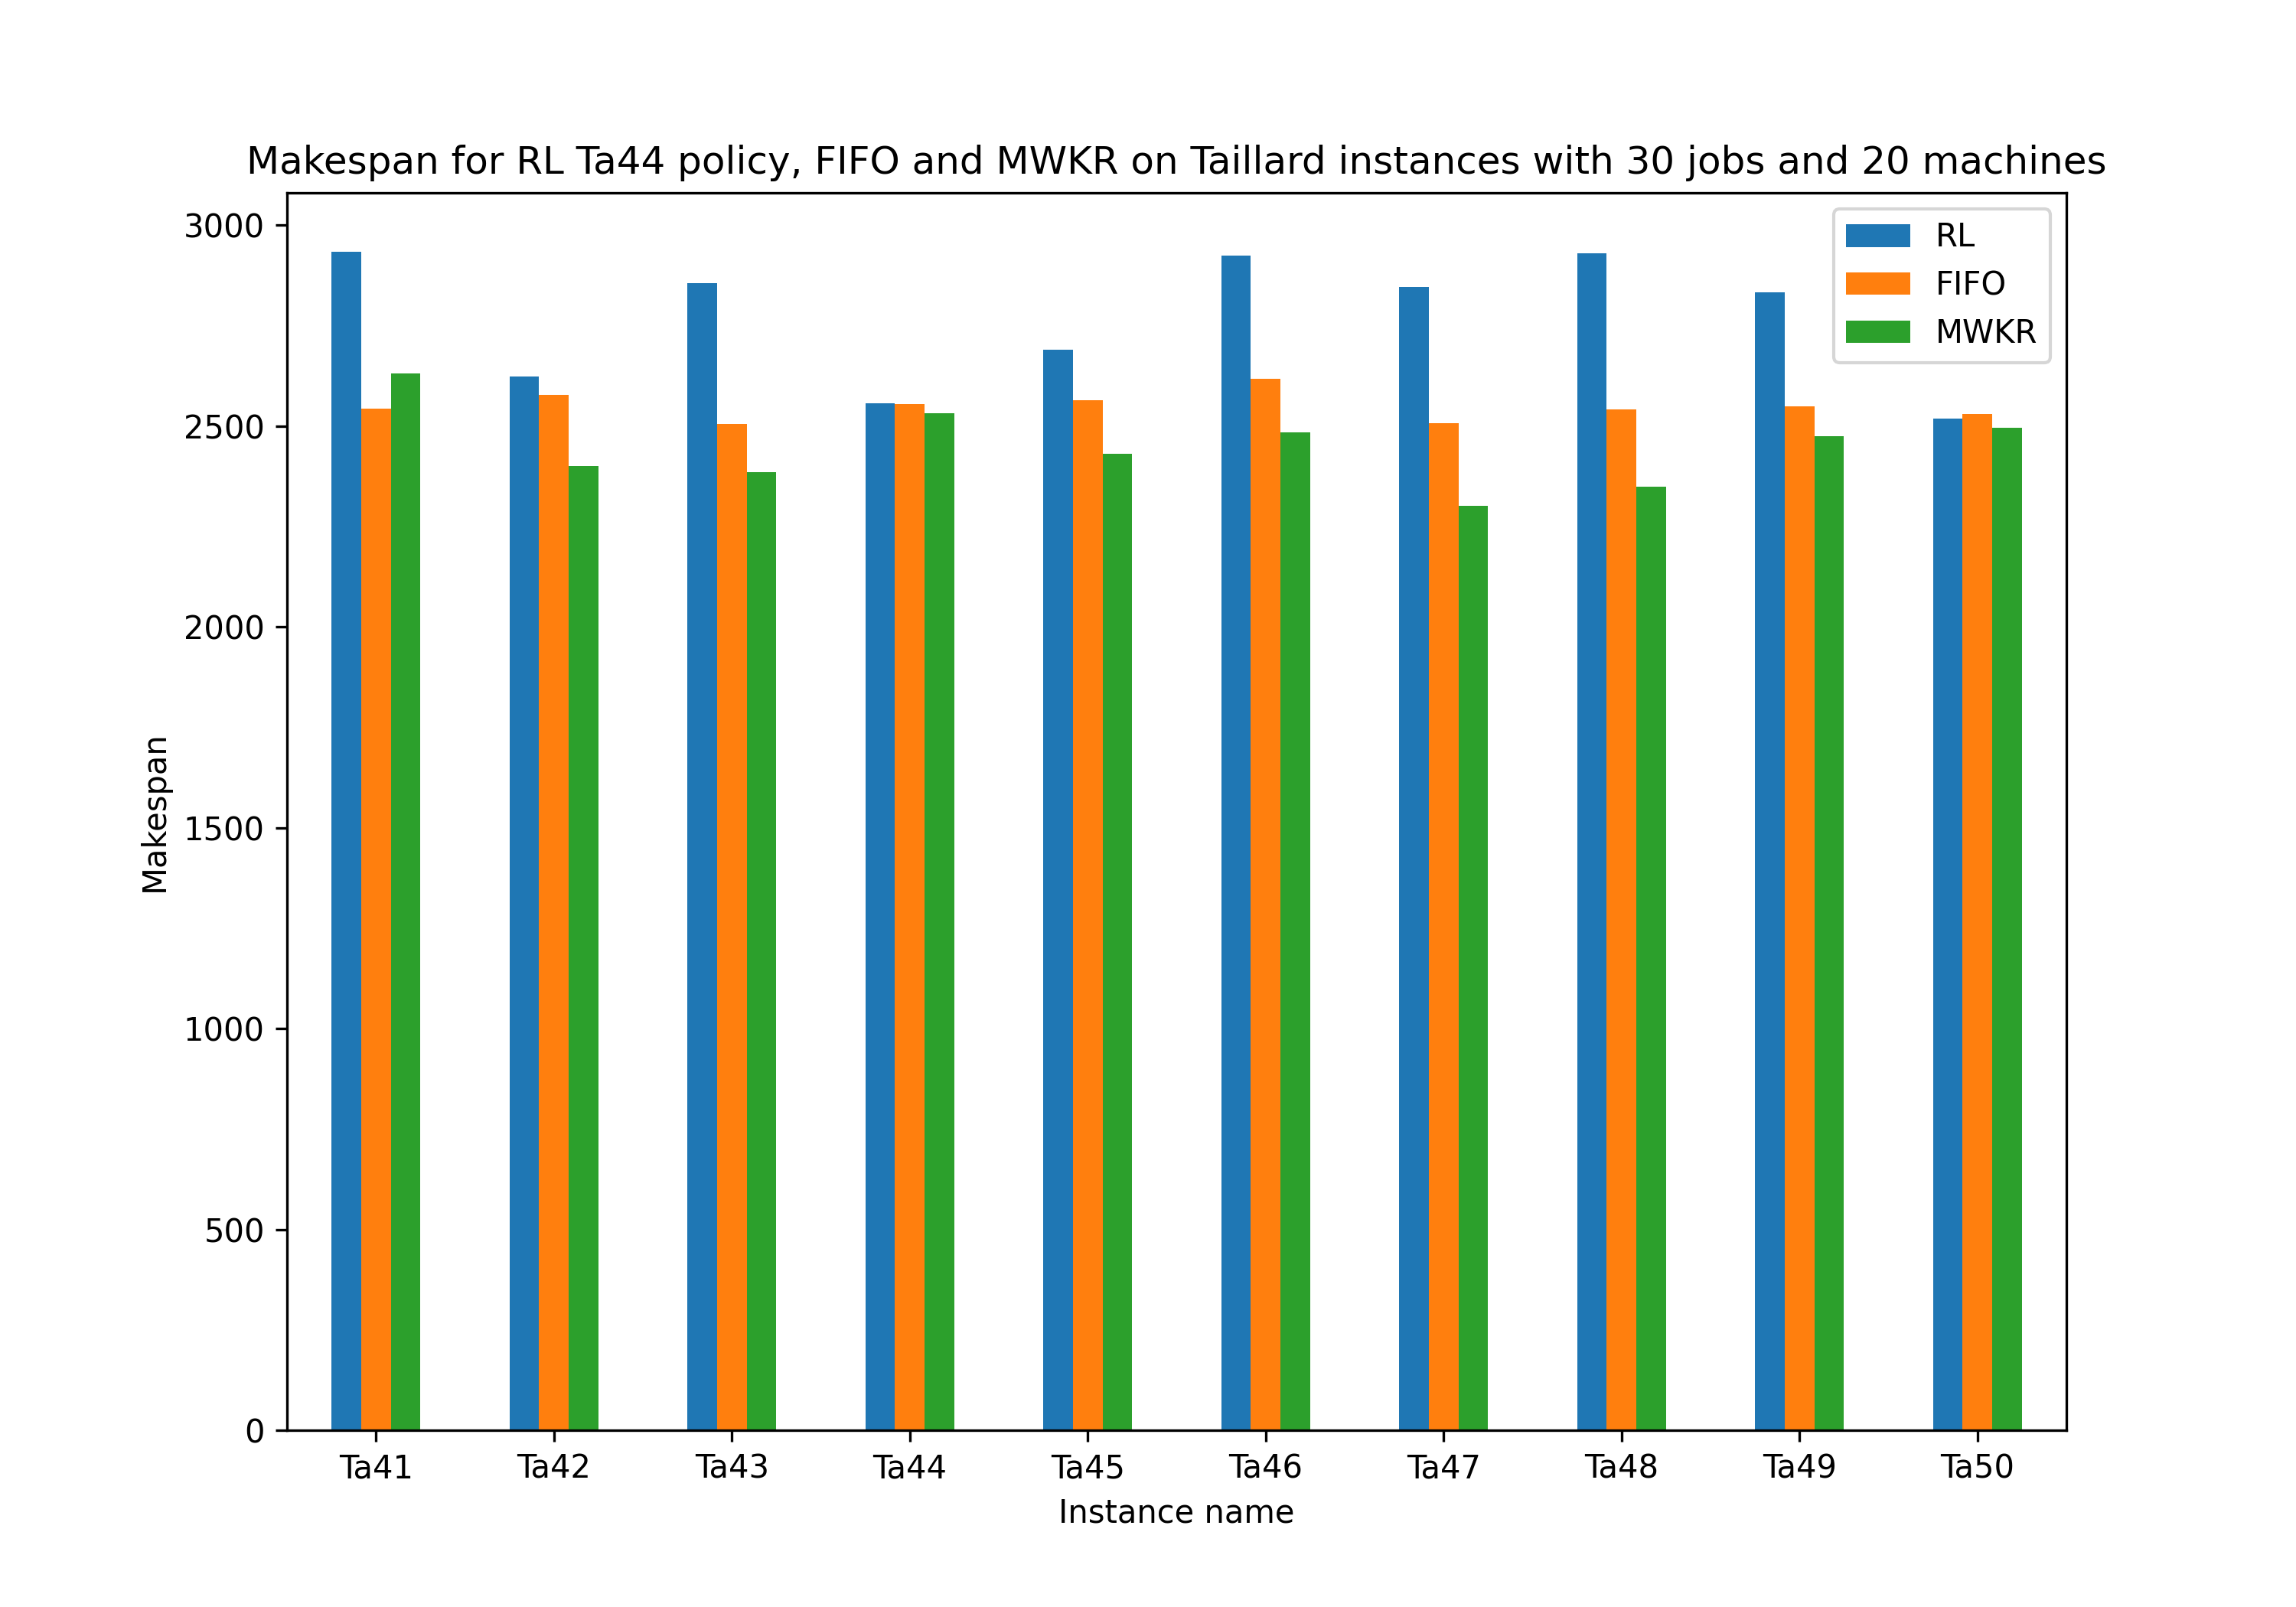 Makespan for RL Ta44 policy, FIFO and MWKR on Taillard instances with 30 jobs and 20 machines
RL
FIFO
MWKR
3000
2500
2000
1500
1000
500
0
Makespan
Ta41 Ta42 Ta43 Ta44 Ta45 Ta46 Ta47 Ta48 Ta49 Ta50
Instance name